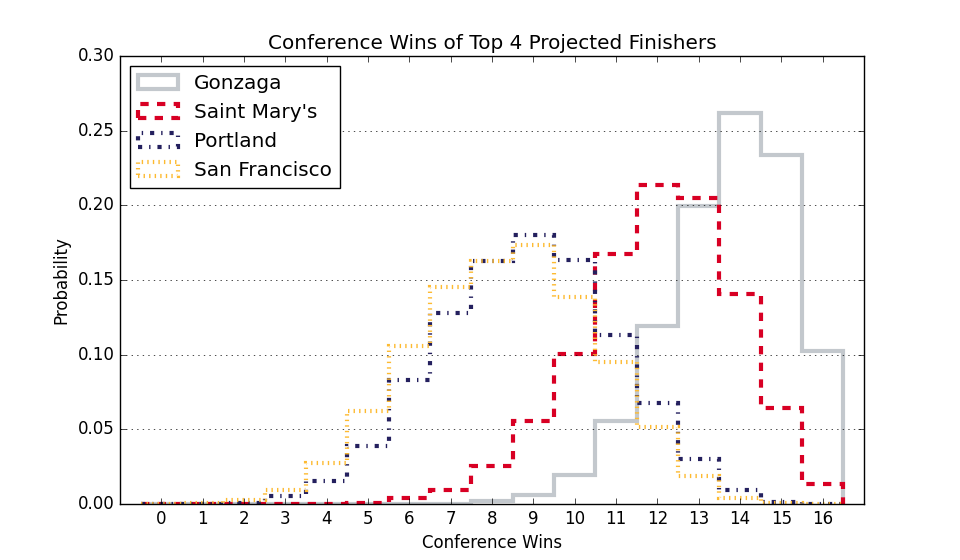 Conference Wins of Top 4 Projected Finishers
0.30
0.25
0.20
0.15
0.10
0.05
0.00
Probability
Gonzaga
Saint Mary's
Portland
San Francisco
0 1 2 3 4 5 6 7 8 9 10 11 12 13 14 15 16
Conference Wins